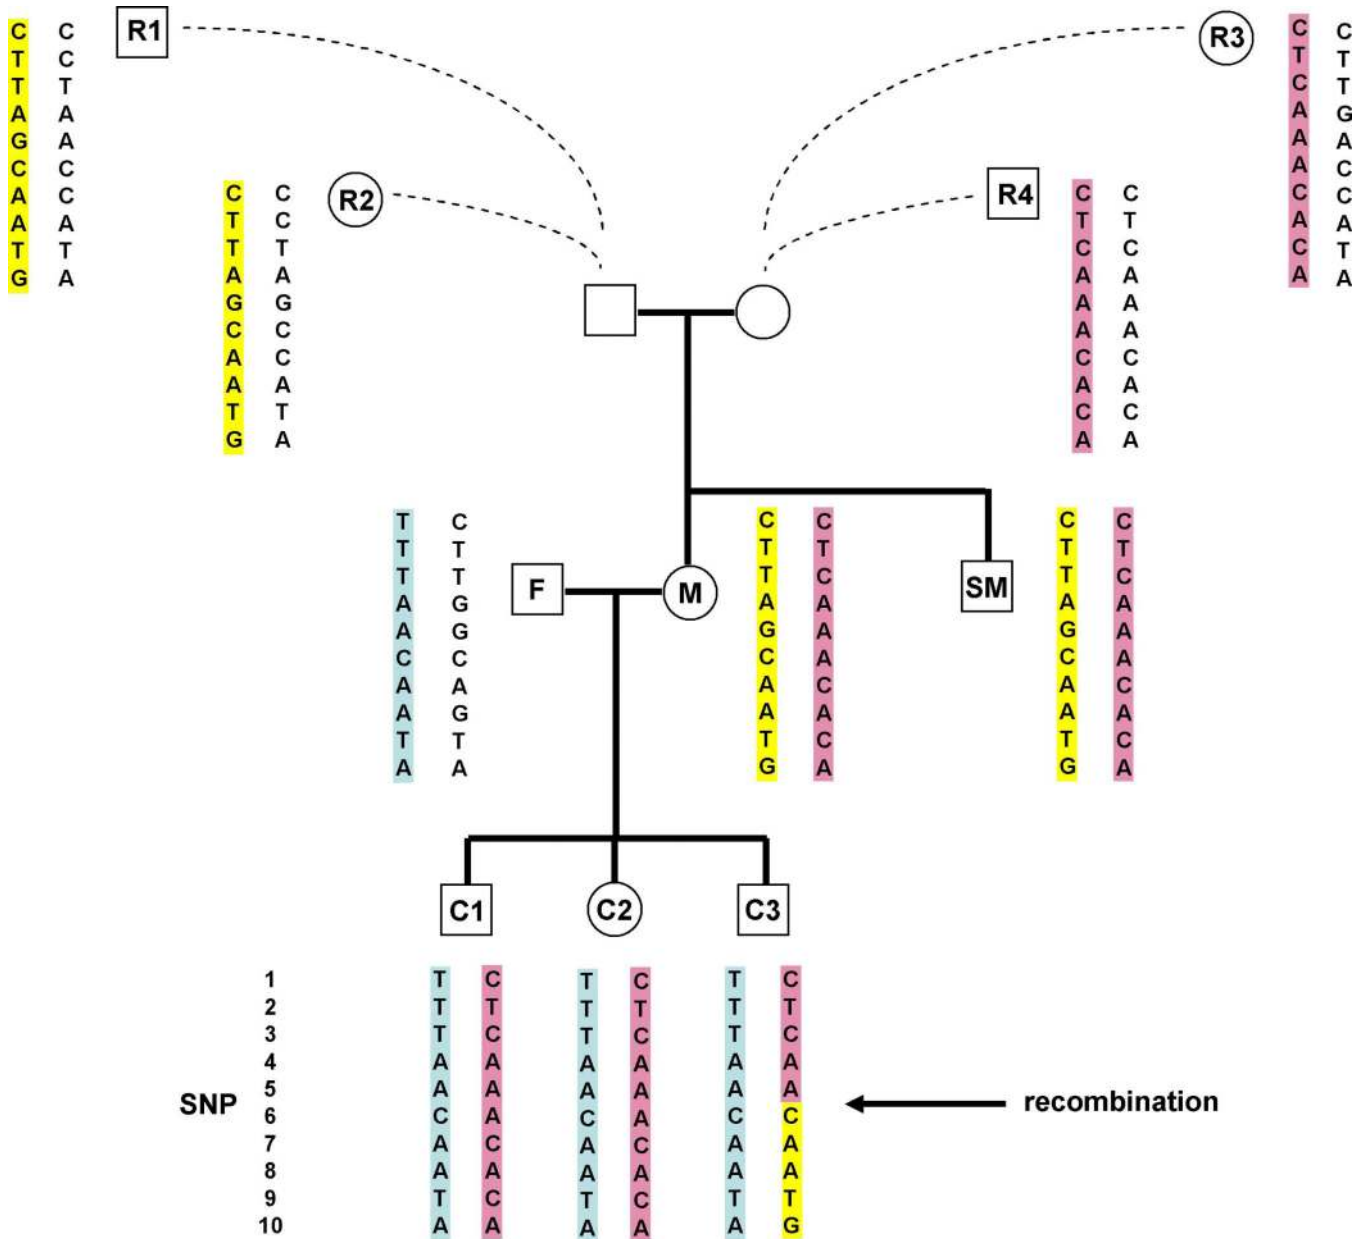 R1
C C
T C
T T
A A
G A
C C
A C
A A
T T
G A
R3
C C
T T
C T
A G
A A
A C
C C
A A
C T
A A
R2
C C
T C
T T
A A
G G
C C
A C
A A
T T
G A
R4
C C
T T
C C
A A
A A
A A
C C
A A
C C
A A
F
T C
T T
T T
A G
A G
C C
A A
A G
T T
A A
M
C C
T T
T C
A A
G A
C A
A C
A A
T C
G A
SM
C C
T T
T C
A A
G A
C A
A C
A A
T C
G A
C1 C2 C3
1 T C T C T C
2 T T T T T T
3 T C T C T C
4 A A A A A A
5 A A A A A A
SNP recombination
6 C A C A C C
7 A C A C A A
8 A A A A A A
9 T C T C T T
10 A A A A A G